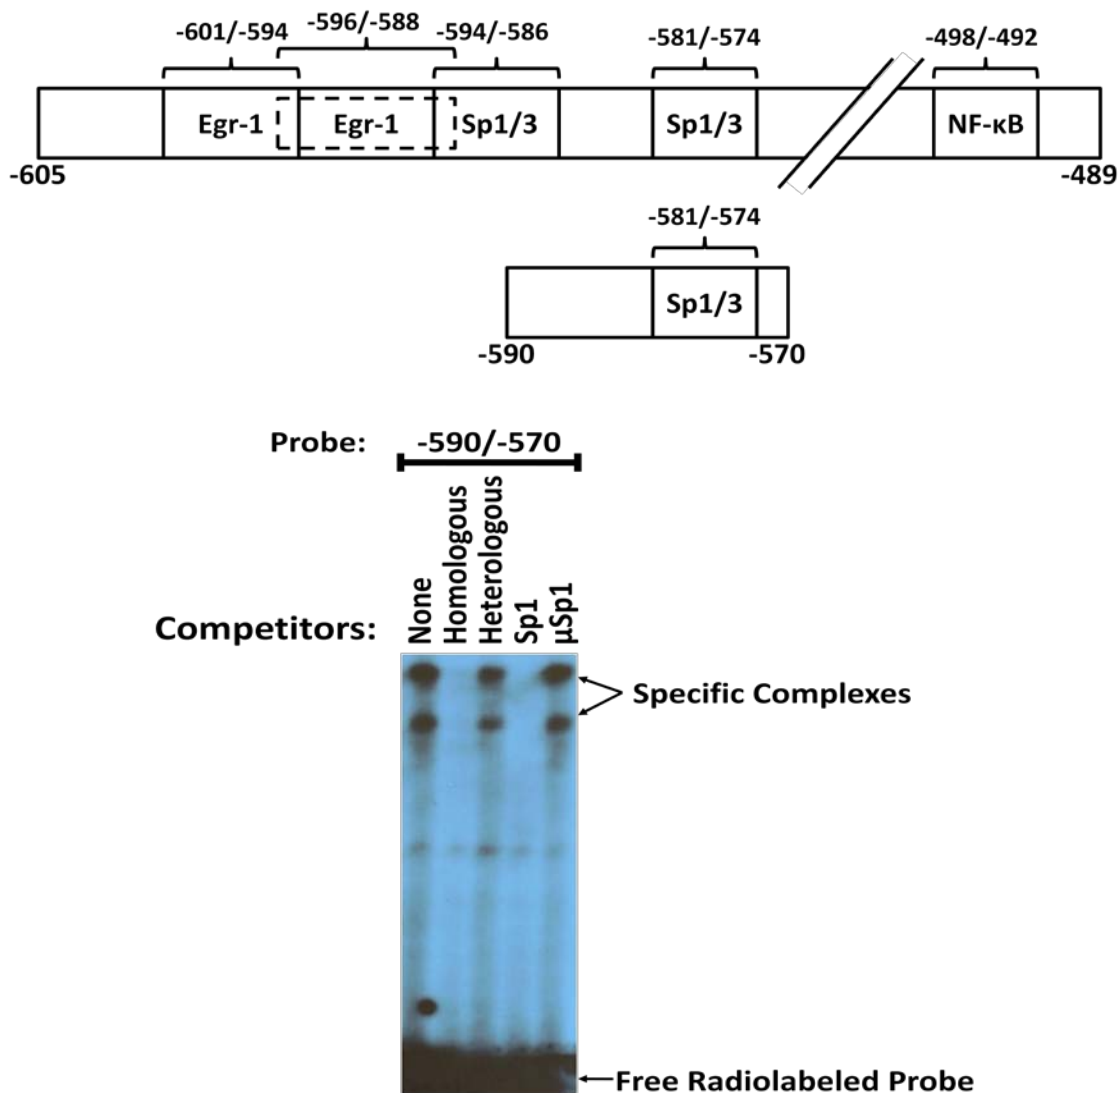 -601/-594 -596/-588 -594/-586 -581/-574 -498/-492
Egr-1 Egr-1 Sp1/3 Sp1/3 NF-κB
-605 -489
-581/-574
Sp1/3
-590 -570
Probe: -590/-570
Competitors: None Homologous Heterologous Sp1 μSp1
Specific Complexes
Free Radiolabeled Probe